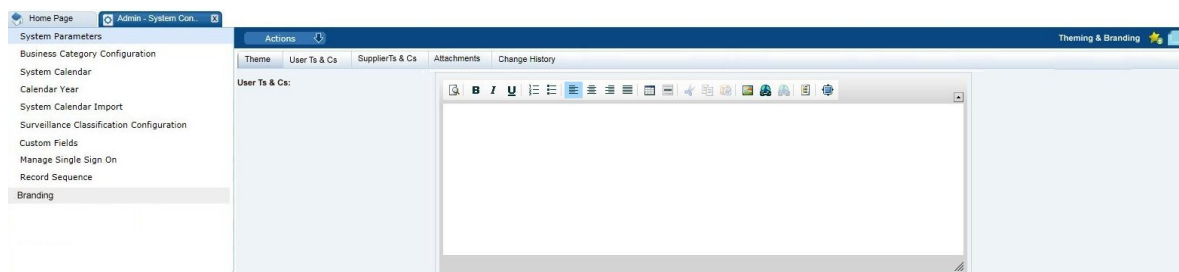 Home Page
Admin - System Con..
System Parameters
Business Category Configuration
System Calendar
Calendar Year
System Calendar Import
Surveillance Classification Configuration
Custom Fields
Manage Single Sign On
Record Sequence
Branding
Actions
Theming & Branding
Theme
User Ts & Cs
SupplierTs & Cs
Attachments
Change History
User Ts & Cs:
B I U